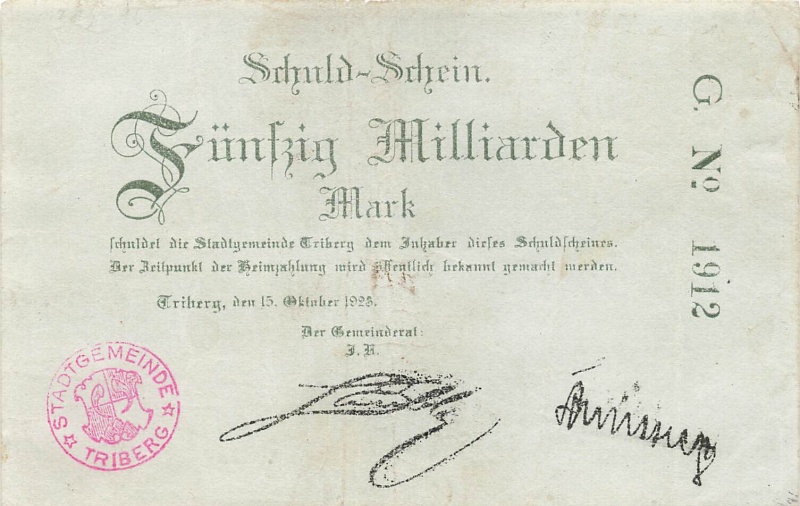 Schuld-Schein.
Fünfzig Milliarden
Mark
schuldet die Stadtgemeinde Triberg dem Inhaber dieses Schuldscheines.
Der Zeitpunkt der Heimzahlung wird öffentlich bekannt gemacht werden.
Triberg, den 15. Oktober 1923.
Der Gemeinderat:
I. V.
G. No 1912
STADTGEMEINDE
TRIBERG